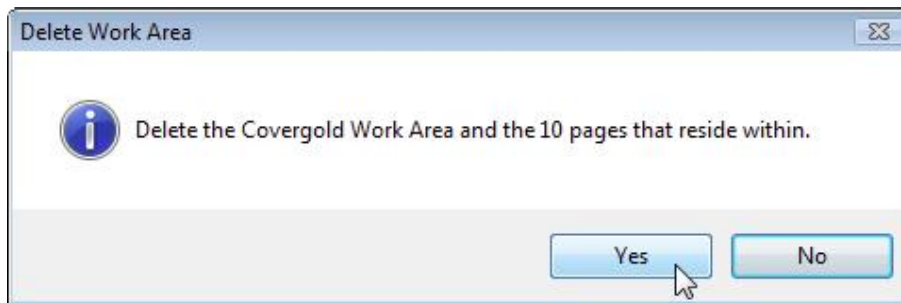 Delete Work Area
Delete the Covergold Work Area and the 10 pages that reside within.
Yes
No